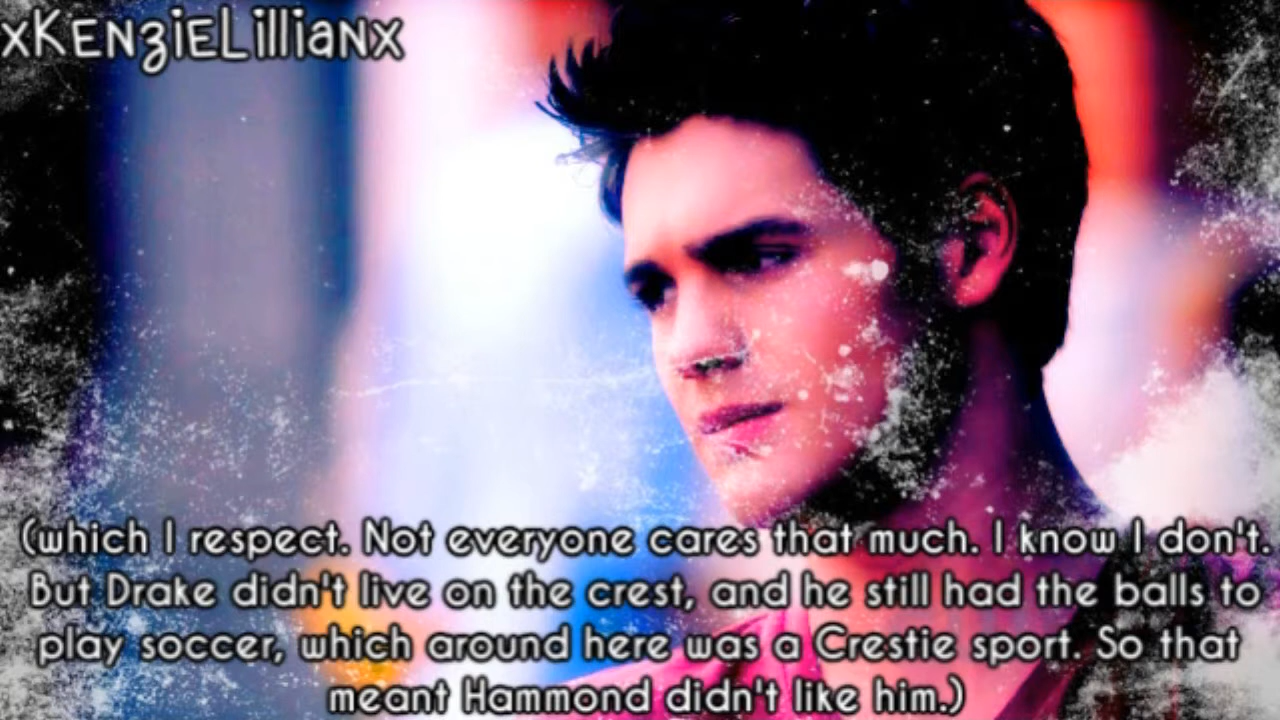 xKENziELillianx
(which I respect. Not everyone cares that much. I know I don't.
But Drake didn't live on the crest, and he still had the balls to
play soccer, which around here was a Crestie sport. So that
meant Hammond didn't like him.)